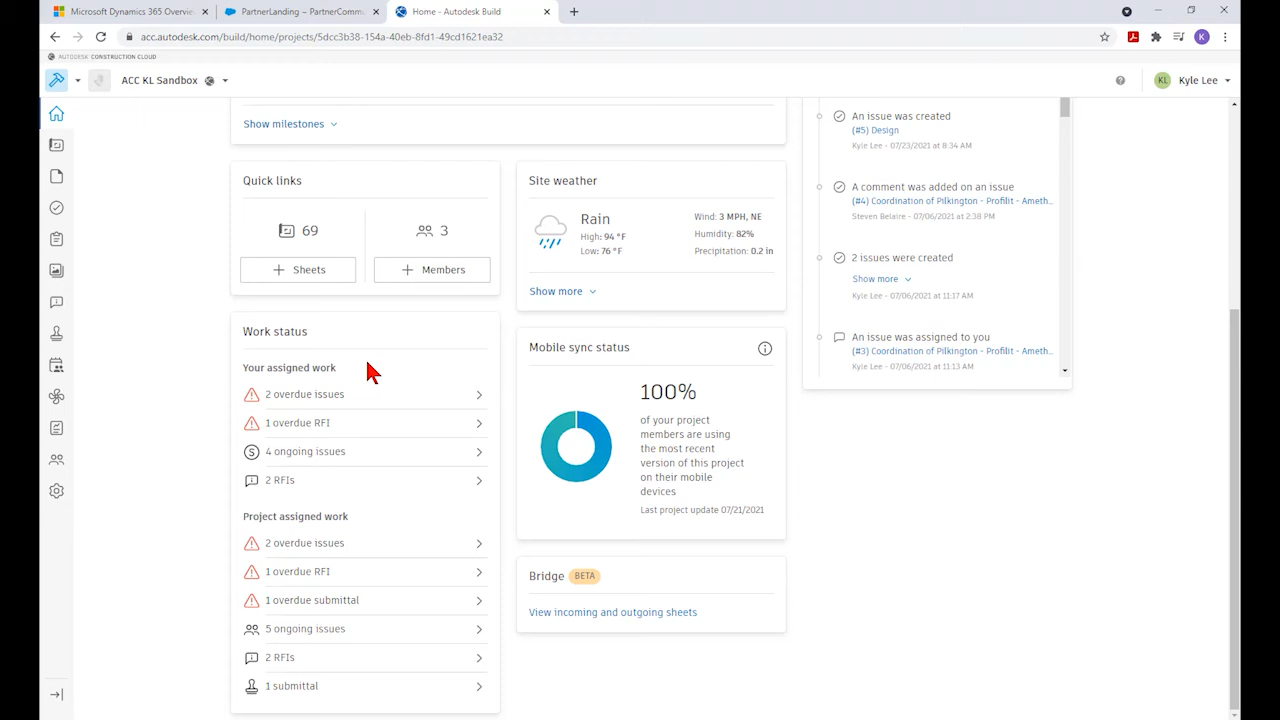 Microsoft Dynamics 365 Overvie
PartnerLanding - PartnerComm
Home - Autodesk Build
acc.autodesk.com/build/home/projects/5dcc3b38-154a-40eb-8fd1-49cd1621ea32
K
AUTODESK CONSTRUCTION CLOUD
ACC KL Sandbox
KL
Kyle Lee
Show milestones
Quick links
69
3
Sheets
Members
Site weather
Rain
High: 94 °F
Low: 76 °F
Wind: 3 MPH, NE
Humidity: 82%
Precipitation: 0.2 in
Show more
Work status
Your assigned work
2 overdue issues
1 overdue RFI
4 ongoing issues
2 RFIs
Project assigned work
2 overdue issues
1 overdue RFI
1 overdue submittal
5 ongoing issues
2 RFIs
1 submittal
Mobile sync status
100%
of your project
members are using
the most recent
version of this project
on their mobile
devices
Last project update 07/21/2021
Bridge BETA
View incoming and outgoing sheets
An issue was created
(#5) Design
Kyle Lee - 07/23/2021 at 8:34 AM
A comment was added on an issue
(#4) Coordination of Pilkington - Profilit - Ameth...
Steven Belaire - 07/06/2021 at 2:38 PM
2 issues were created
Show more
Kyle Lee - 07/06/2021 at 11:17 AM
An issue was assigned to you
(#3) Coordination of Pilkington - Profilit - Ameth...
Kyle Lee - 07/06/2021 at 11:13 AM